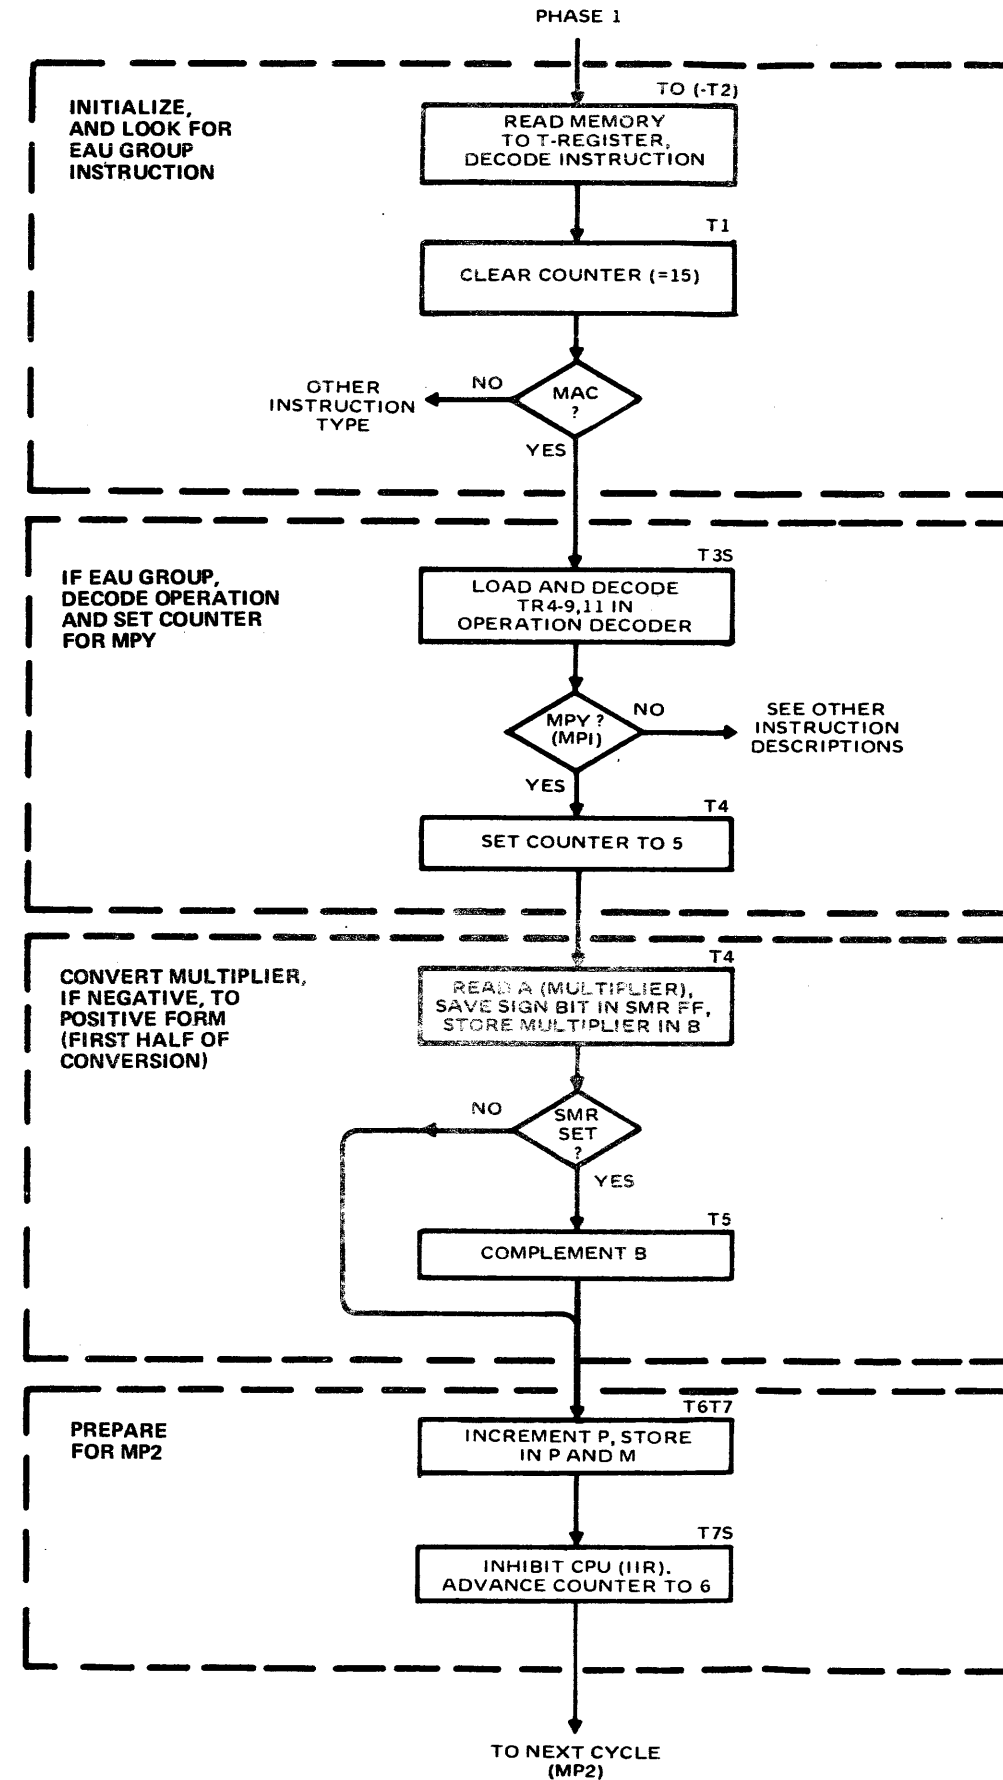 PHASE 1
TO (-T2)
INITIALIZE,
AND LOOK FOR
EAU GROUP
INSTRUCTION
READ MEMORY
TO T-REGISTER,
DECODE INSTRUCTION
T1
CLEAR COUNTER (=15)
MAC
?
NO
OTHER
INSTRUCTION
TYPE
YES
IF EAU GROUP,
DECODE OPERATION
AND SET COUNTER
FOR MPY
T3S
LOAD AND DECODE
TR4-9,11 IN
OPERATION DECODER
MPY ?
(MPI)
NO
SEE OTHER
INSTRUCTION
DESCRIPTIONS
YES
T4
SET COUNTER TO 5
CONVERT MULTIPLIER,
IF NEGATIVE, TO
POSITIVE FORM
(FIRST HALF OF
CONVERSION)
T4
READ A (MULTIPLIER),
SAVE SIGN BIT IN SMR FF,
STORE MULTIPLIER IN B
NO
SMR
SET
?
YES
T5
COMPLEMENT B
PREPARE
FOR MP2
T6T7
INCREMENT P, STORE
IN P AND M
T7S
INHIBIT CPU (IIR).
ADVANCE COUNTER TO 6
TO NEXT CYCLE
(MP2)